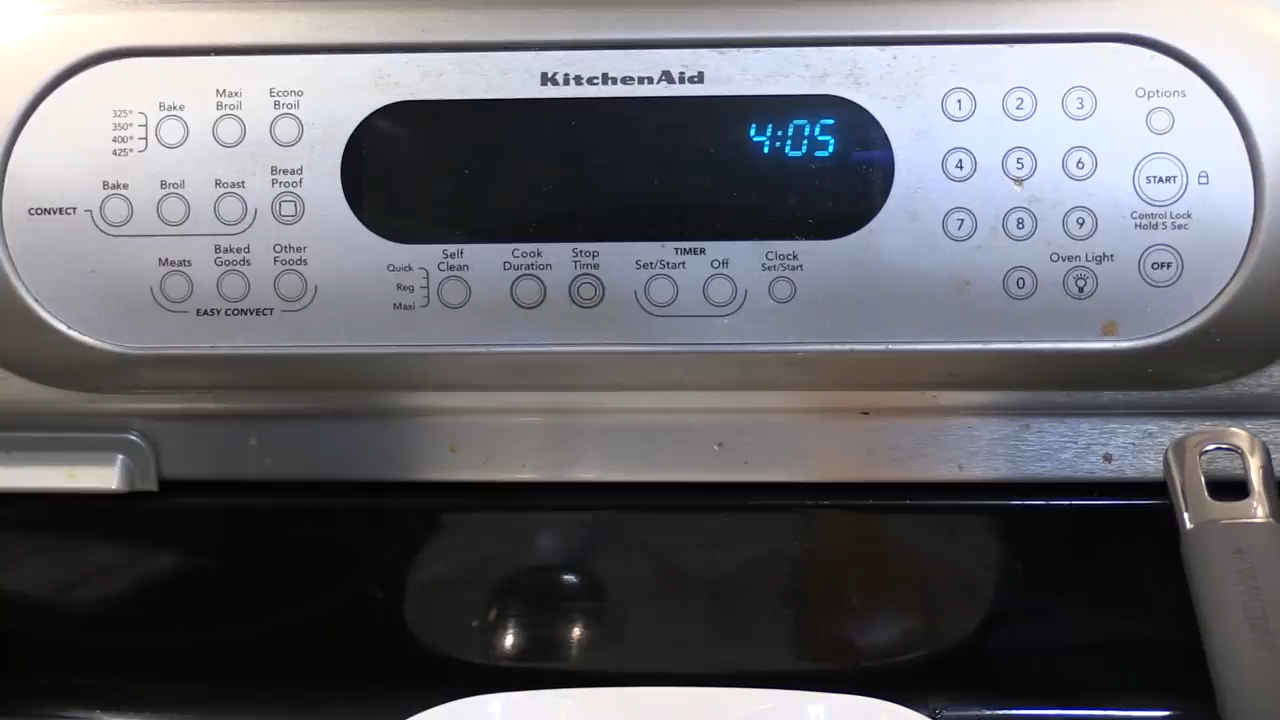 KitchenAid
4:05
Bake
Maxi
Broil
Econo
Broil
325°
350°
400°
425°
Bake
Broil
Roast
Bread
Proof
CONVECT
Meats
Baked
Goods
Other
Foods
EASY CONVECT
Quick
Reg
Maxi
Self
Clean
Cook
Duration
Stop
Time
TIMER
Set/Start
Off
Clock
Set/Start
1
2
3
4
5
6
7
8
9
0
Oven Light
Options
START
Control Lock
Hold 5 Sec
OFF